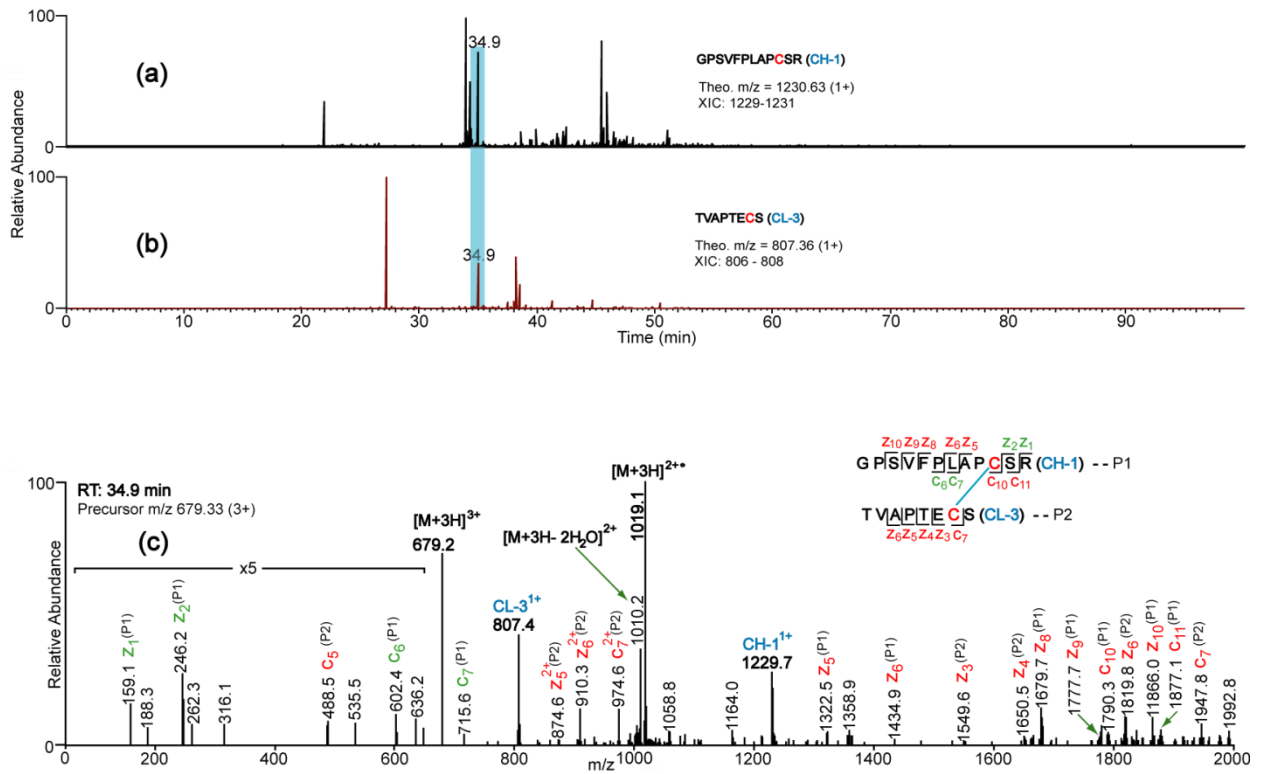 100
34.9
(a)
GPSVFPLAPCSR (CH-1)
Theo. m/z = 1230.63 (1+)
XIC: 1229-1231
0
100
Relative Abundance
(b)
34.9
TVAPTECS (CL-3)
Theo. m/z = 807.36 (1+)
XIC: 806 - 808
0
0 10 20 30 40 50 60 70 80 90
Time (min)
Z10 Z9 Z8 Z6 Z5 Z2 Z1
G P S V F P L A P C S R (CH-1) - - P1
C6 C7 C10 C11
T V A P T E C S (CL-3) - - P2
Z6 Z5 Z4 Z3 C7
100
RT: 34.9 min
Precursor m/z 679.33 (3+)
(c)
x5
Relative Abundance
[M+3H]3+
679.2
[M+3H- 2H2O]2+
1010.2
[M+3H]2+•
1019.1
CL-31+
807.4
CH-11+
1229.7
159.1 Z1(P1)
188.3
246.2 Z2(P1)
262.3
316.1
488.5 C5(P2)
535.5
602.4 C6(P1)
636.2
715.6 C7(P1)
874.6 Z52+(P2)
910.3 Z62+(P2)
974.6 C72+(P2)
1058.8
1164.0
1322.5 Z5(P1)
1358.9
1434.9 Z6(P1)
1549.6 Z3(P2)
1650.5 Z4(P2)
1679.7 Z8(P1)
1777.7 Z9(P1)
1790.3 C10(P1)
1819.8 Z6(P2)
11866.0 Z10(P1)
1877.1 C11(P1)
1947.8 C7(P2)
1992.8
0
0 200 400 600 800 1000 1200 1400 1600 1800 2000
m/z